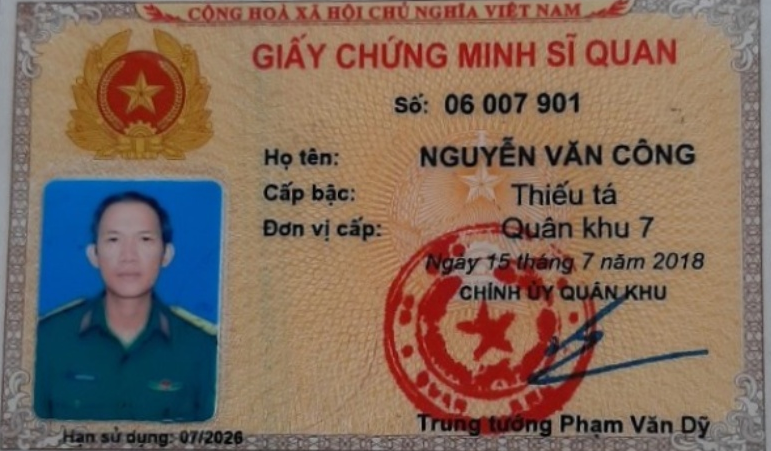 CỘNG HOÀ XÃ HỘI CHỦ NGHĨA VIỆT NAM
GIẤY CHỨNG MINH SĨ QUAN
Số: 06 007 901
Họ tên: NGUYỄN VĂN CÔNG
Cấp bậc: Thiếu tá
Đơn vị cấp: Quân khu 7
Ngày 15 tháng 7 năm 2018
CHÍNH ỦY QUÂN KHU
Trung tướng Phạm Văn Dỹ
Hạn sử dụng: 07/2026